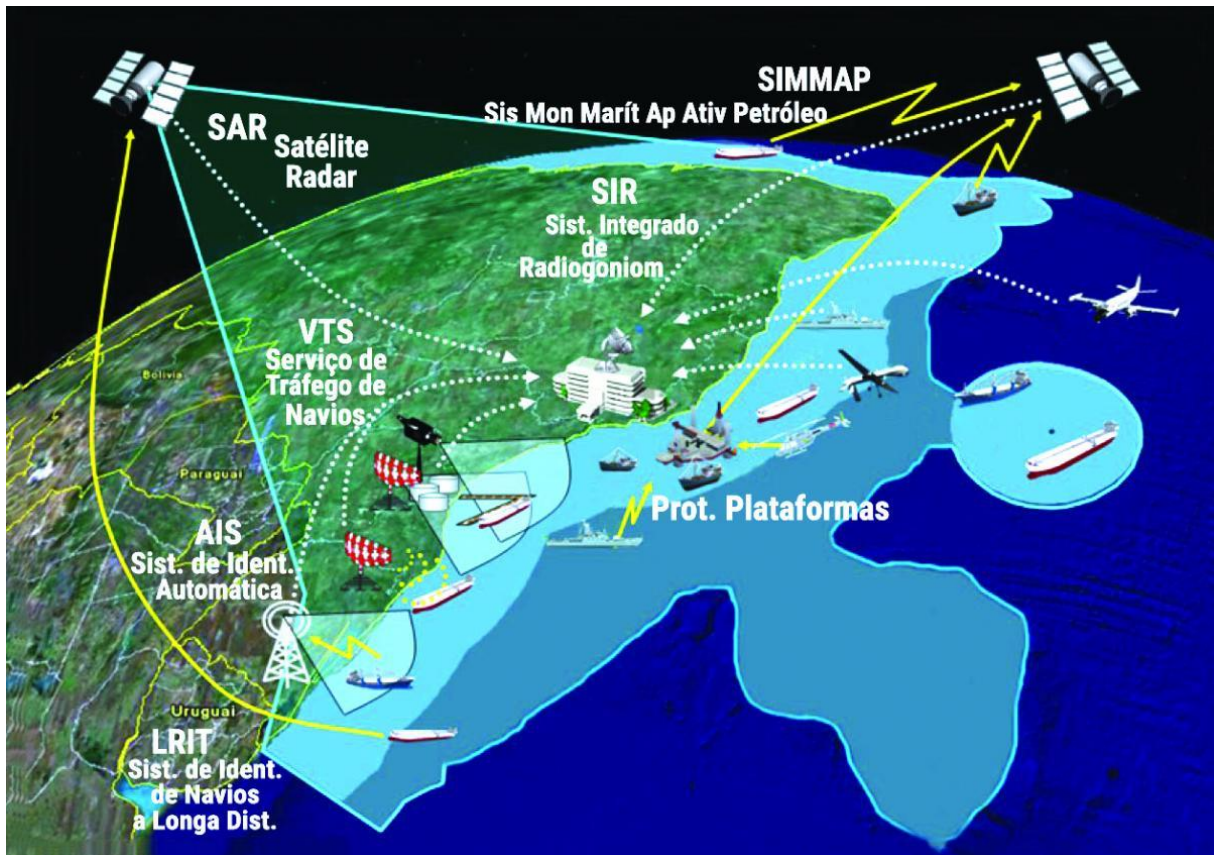 SIMMAP
Sis Mon Marít Ap Ativ Petróleo
SAR
Satélite
Radar
SIR
Sist. Integrado
de
Radiogoniom
VTS
Serviço de
Tráfego de
Navios
Bolívia
Paraguai
AIS
Sist. de Ident.
Automática
Prot. Plataformas
Uruguai
LRIT
Sist. de Ident.
de Navios
a Longa Dist.